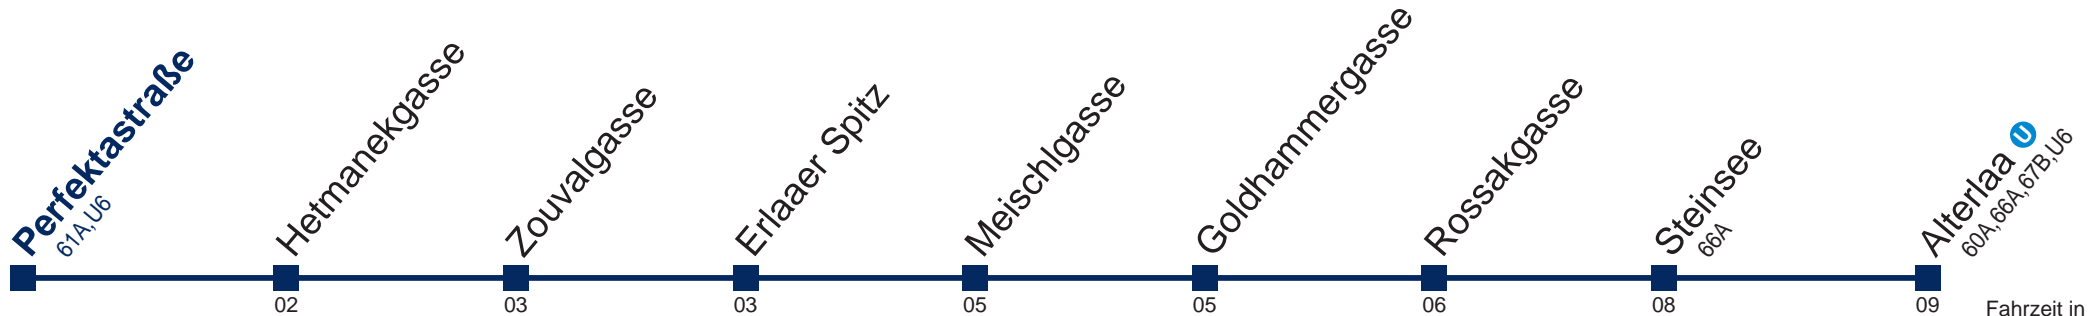 Perfektastraße
61A,U6
Hetmanekgasse
Zouvalgasse
Erlaaer Spitz
Meischlgasse
Goldhammergasse
Rossakgasse
Steinsee
66A
Alterlaa U
60A,66A,67B,U6
02 03 03 05 05 06 08 09 Fahrzeit in